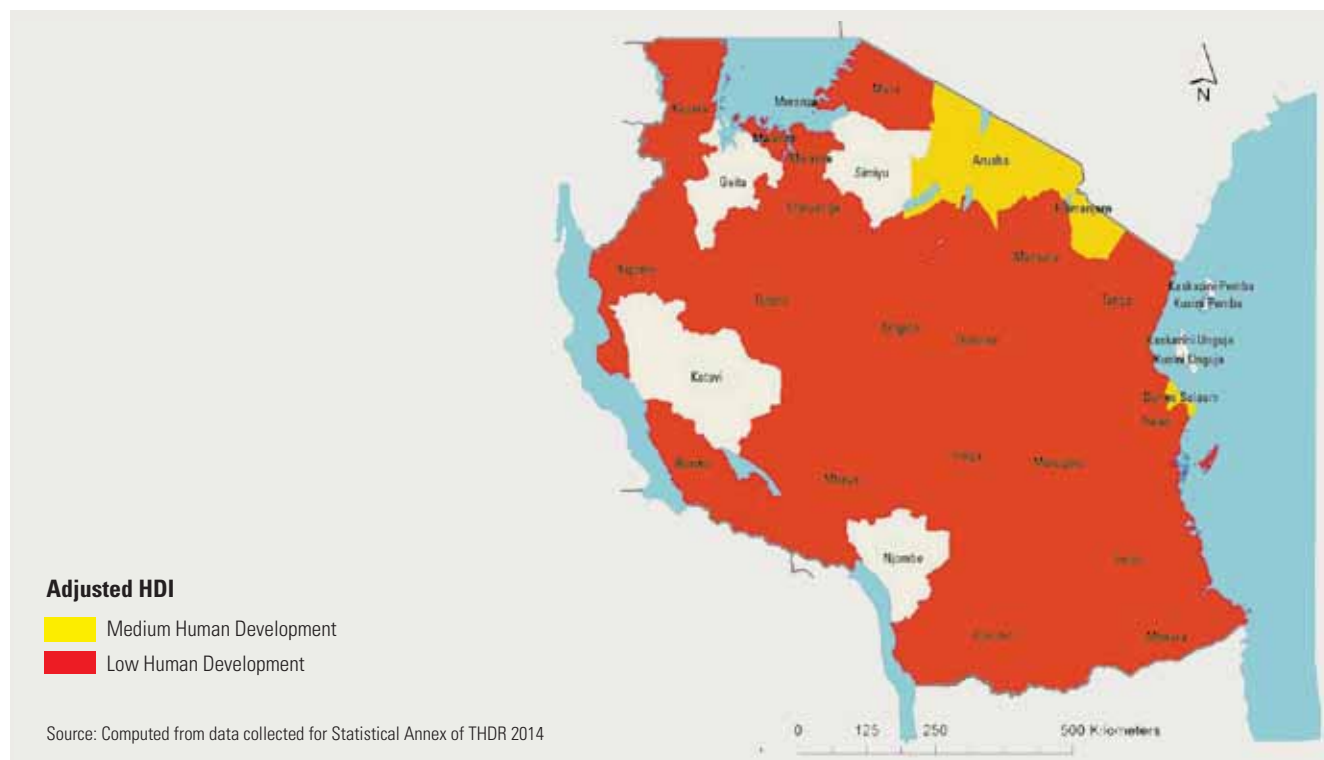 N
Mara
Kagera
Mwanza
Arusha
Simiyu
Geita
Kilimanjaro
Shinyanga
Manyara
Kigoma
Tabora
Tanga
Kaskazini Pemba
Kusini Pemba
Singida
Dodoma
Kaskazini Unguja
Kusini Unguja
Katavi
Dar es Salaam
Pwani
Iringa
Morogoro
Rukwa
Mbeya
Njombe
Lindi
Ruvuma
Mtwara
Adjusted HDI
Medium Human Development
Low Human Development
Source: Computed from data collected for Statistical Annex of THDR 2014
0 125 250 500 Kilometers